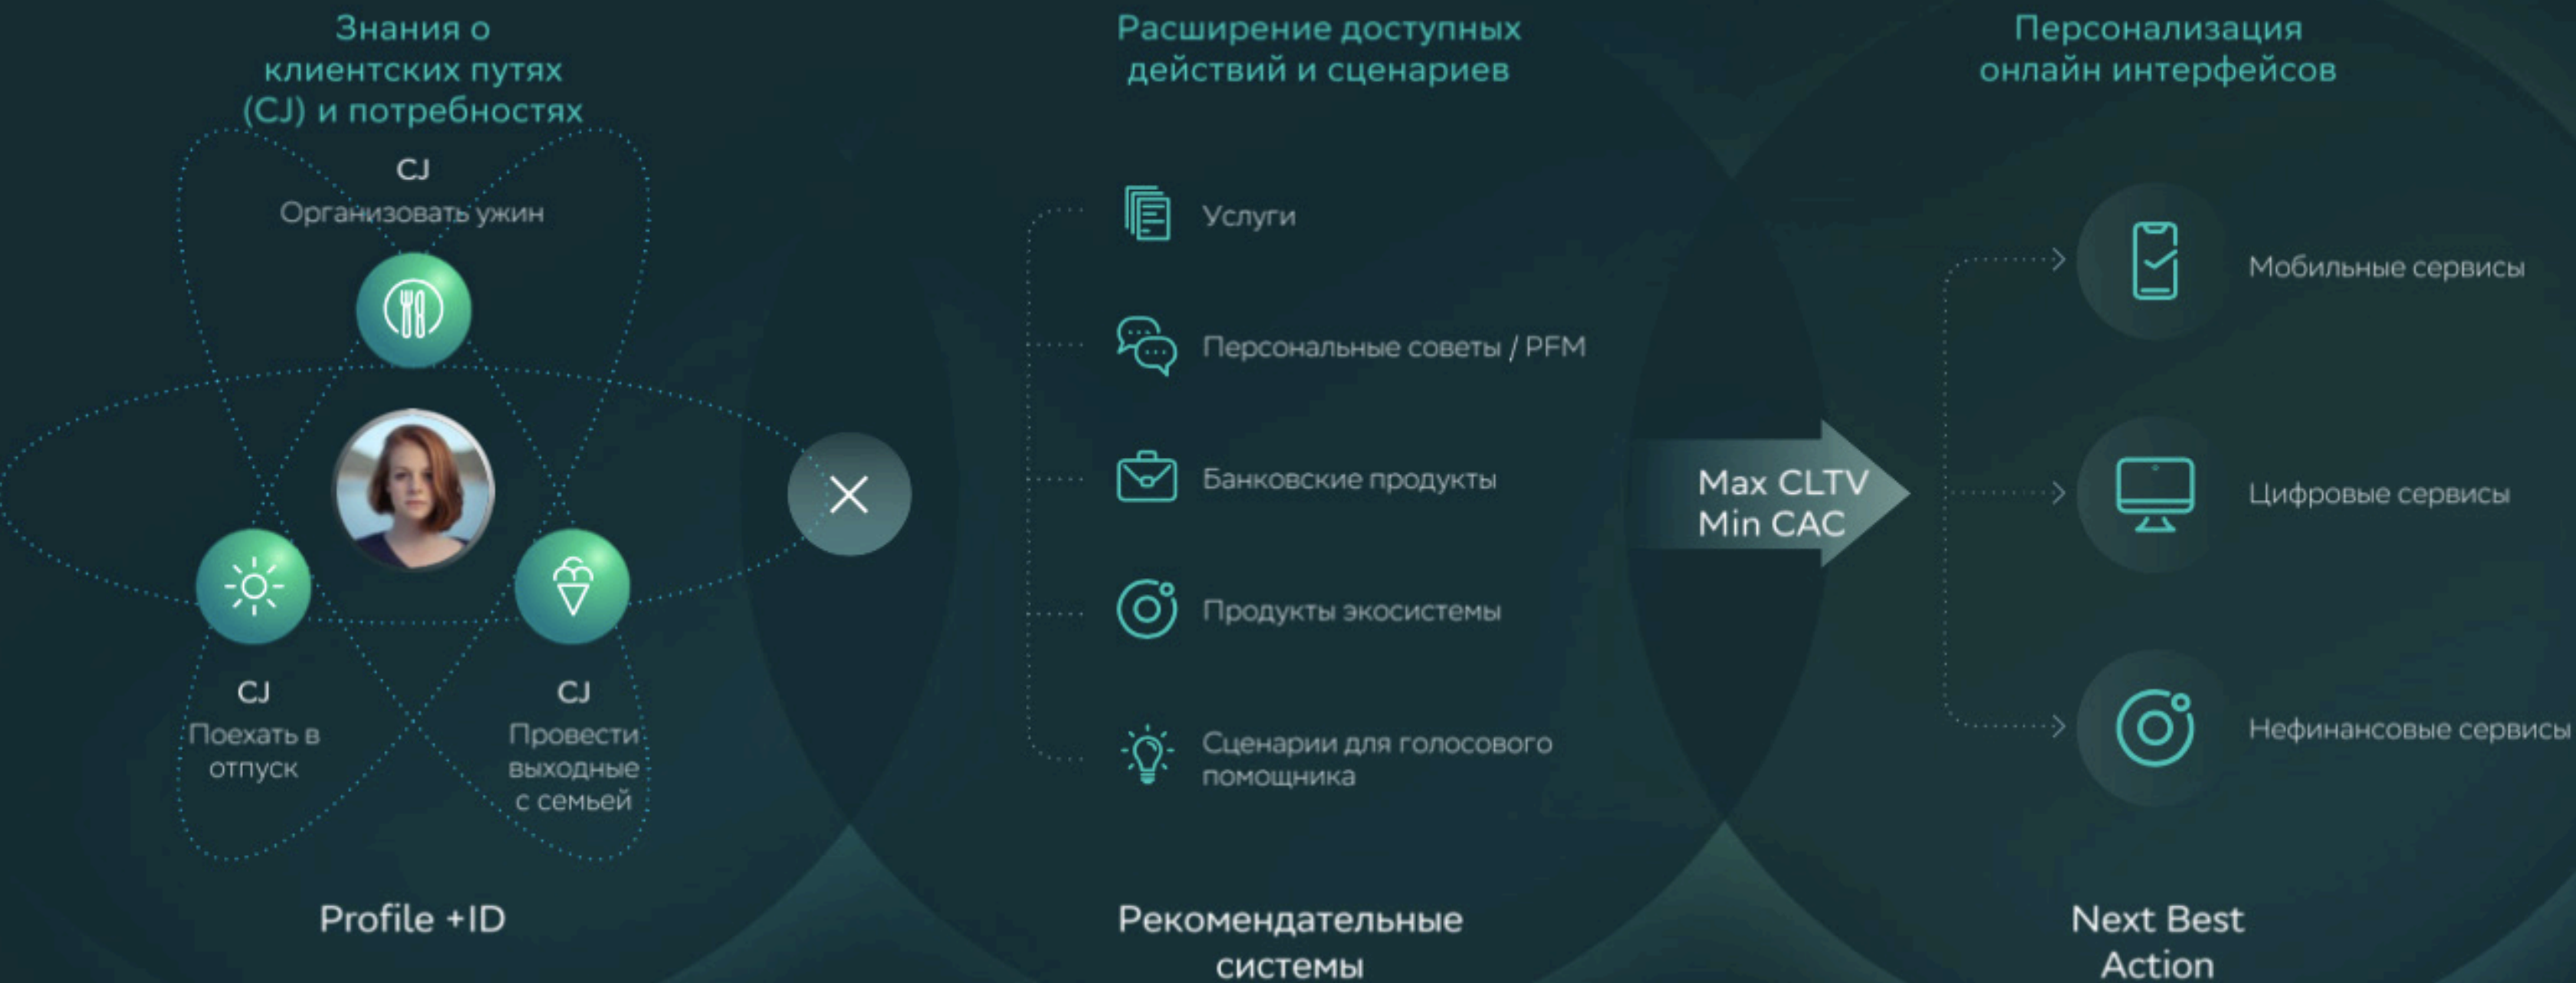 Знания о
клиентских путях
(CJ) и потребностях
CJ
Организовать ужин
CJ
Поехать в
отпуск
CJ
Провести
выходные
с семьей
Profile +ID
Расширение доступных
действий и сценариев
Услуги
Персональные советы / PFM
Банковские продукты
Продукты экосистемы
Сценарии для голосового
помощника
Рекомендательные
системы
Max CLTV
Min CAC
Персонализация
онлайн интерфейсов
Мобильные сервисы
Цифровые сервисы
Нефинансовые сервисы
Next Best
Action